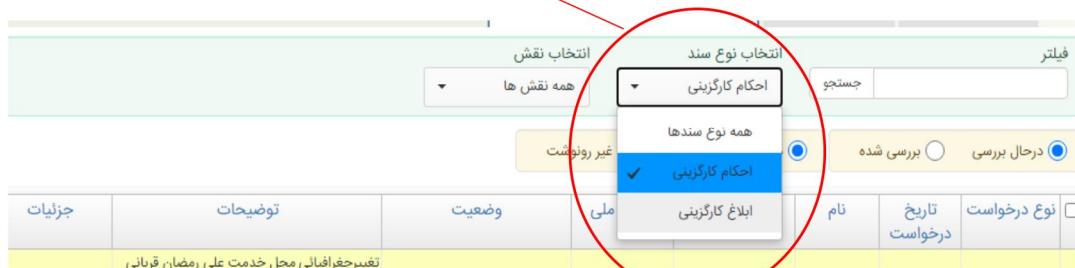 فیلتر
انتخاب نوع سند
انتخاب نقش
جستجو
احکام کارگزینی
همه نقش ها
همه نوع سندها
احکام کارگزینی
ابلاغ کارگزینی
درحال بررسی
بررسی شده
غیر رونوشت
نوع درخواست
تاریخ درخواست
نام
ملی
وضعیت
توضیحات
جزئیات
تغییرجغرافیائی محل خدمت علی رمضان قربانی